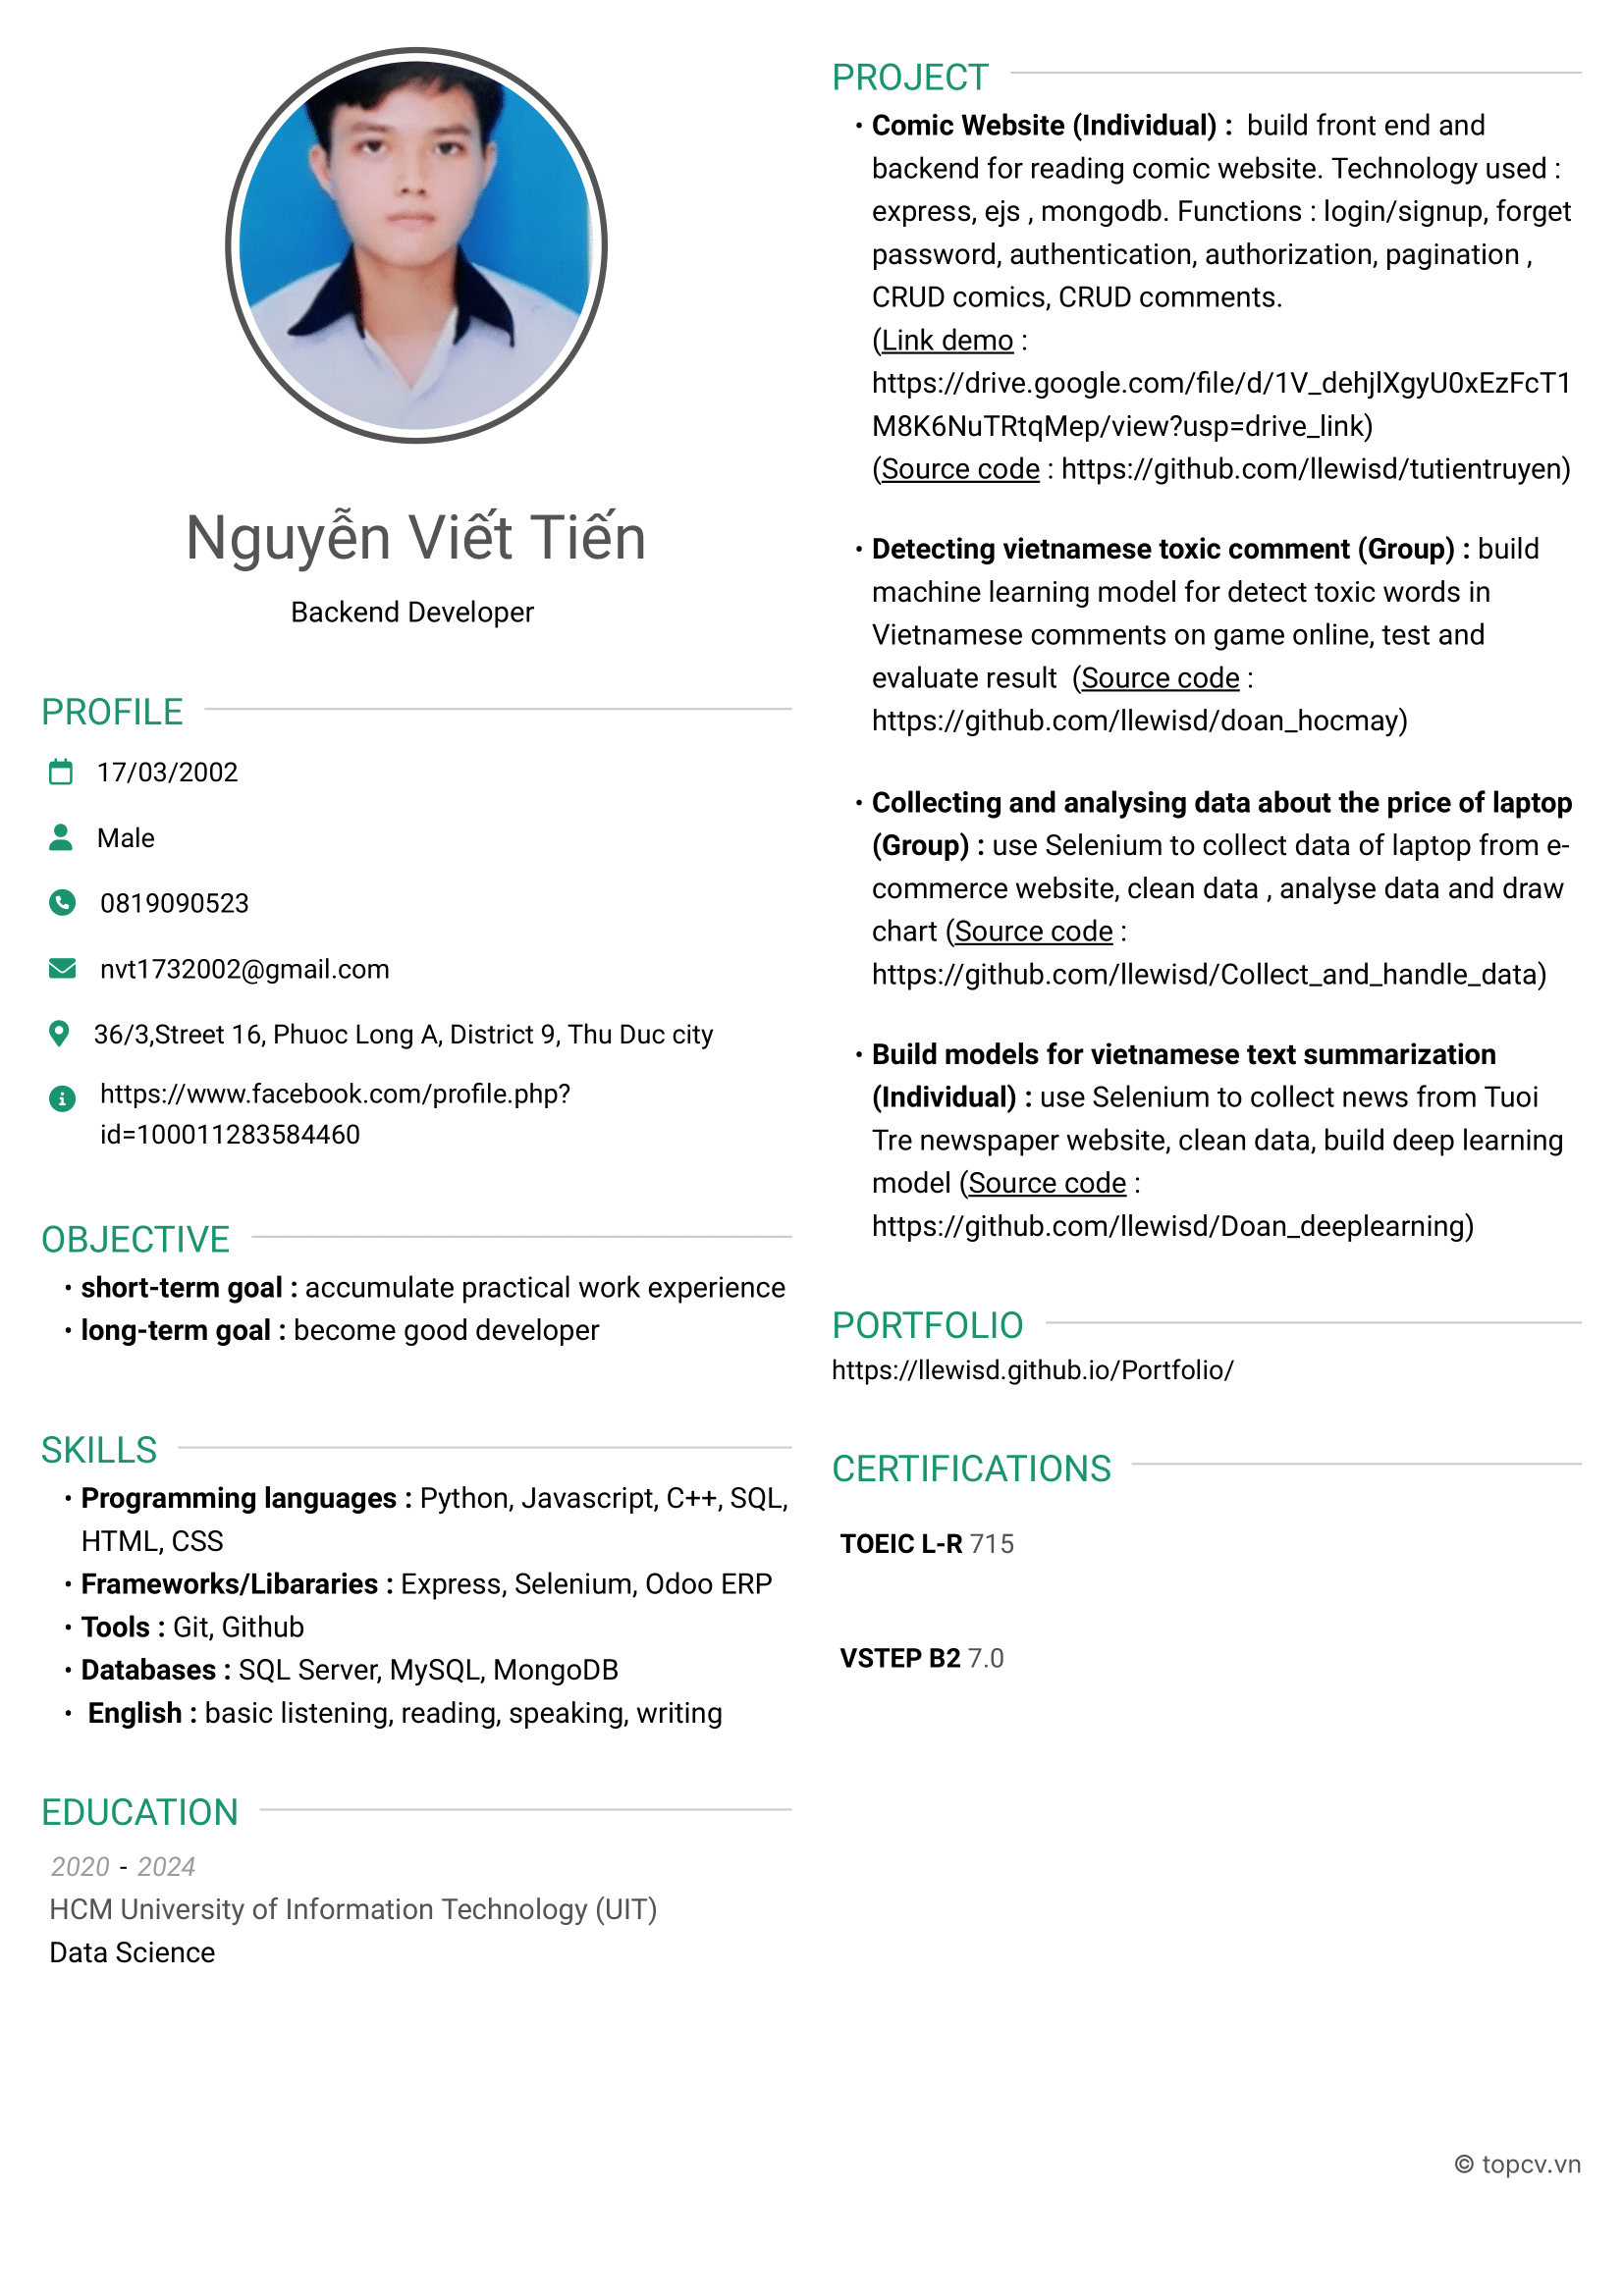 Nguyễn Viết Tiến
Backend Developer
PROFILE
17/03/2002
Male
0819090523
nvt1732002@gmail.com
36/3,Street 16, Phuoc Long A, District 9, Thu Duc city
https://www.facebook.com/profile.php?
id=100011283584460
OBJECTIVE
• short-term goal : accumulate practical work experience
• long-term goal : become good developer
SKILLS
• Programming languages : Python, Javascript, C++, SQL,
HTML, CSS
• Frameworks/Libararies : Express, Selenium, Odoo ERP
• Tools : Git, Github
• Databases : SQL Server, MySQL, MongoDB
• English : basic listening, reading, speaking, writing
EDUCATION
2020 - 2024
HCM University of Information Technology (UIT)
Data Science
PROJECT
• Comic Website (Individual) : build front end and
backend for reading comic website. Technology used :
express, ejs , mongodb. Functions : login/signup, forget
password, authentication, authorization, pagination ,
CRUD comics, CRUD comments.
(Link demo :
https://drive.google.com/file/d/1V_dehjlXgyU0xEzFcT1
M8K6NuTRtqMep/view?usp=drive_link)
(Source code : https://github.com/llewisd/tutientruyen)
• Detecting vietnamese toxic comment (Group) : build
machine learning model for detect toxic words in
Vietnamese comments on game online, test and
evaluate result (Source code :
https://github.com/llewisd/doan_hocmay)
• Collecting and analysing data about the price of laptop
(Group) : use Selenium to collect data of laptop from e-
commerce website, clean data , analyse data and draw
chart (Source code :
https://github.com/llewisd/Collect_and_handle_data)
• Build models for vietnamese text summarization
(Individual) : use Selenium to collect news from Tuoi
Tre newspaper website, clean data, build deep learning
model (Source code :
https://github.com/llewisd/Doan_deeplearning)
PORTFOLIO
https://llewisd.github.io/Portfolio/
CERTIFICATIONS
TOEIC L-R 715
VSTEP B2 7.0
© topcv.vn